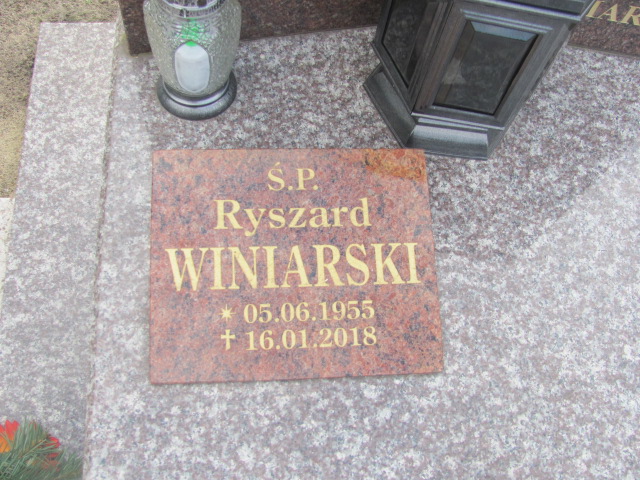 Ś.P.
Ryszard
WINIARSKI
* 05.06.1955
✝ 16.01.2018